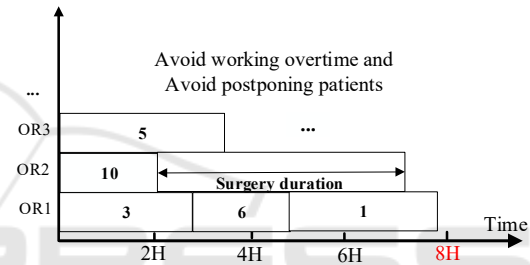 Avoid working overtime and
Avoid postponing patients
...
OR3 5 ...
OR2 10 Surgery duration
OR1 3 6 1
Time
2H 4H 6H 8H